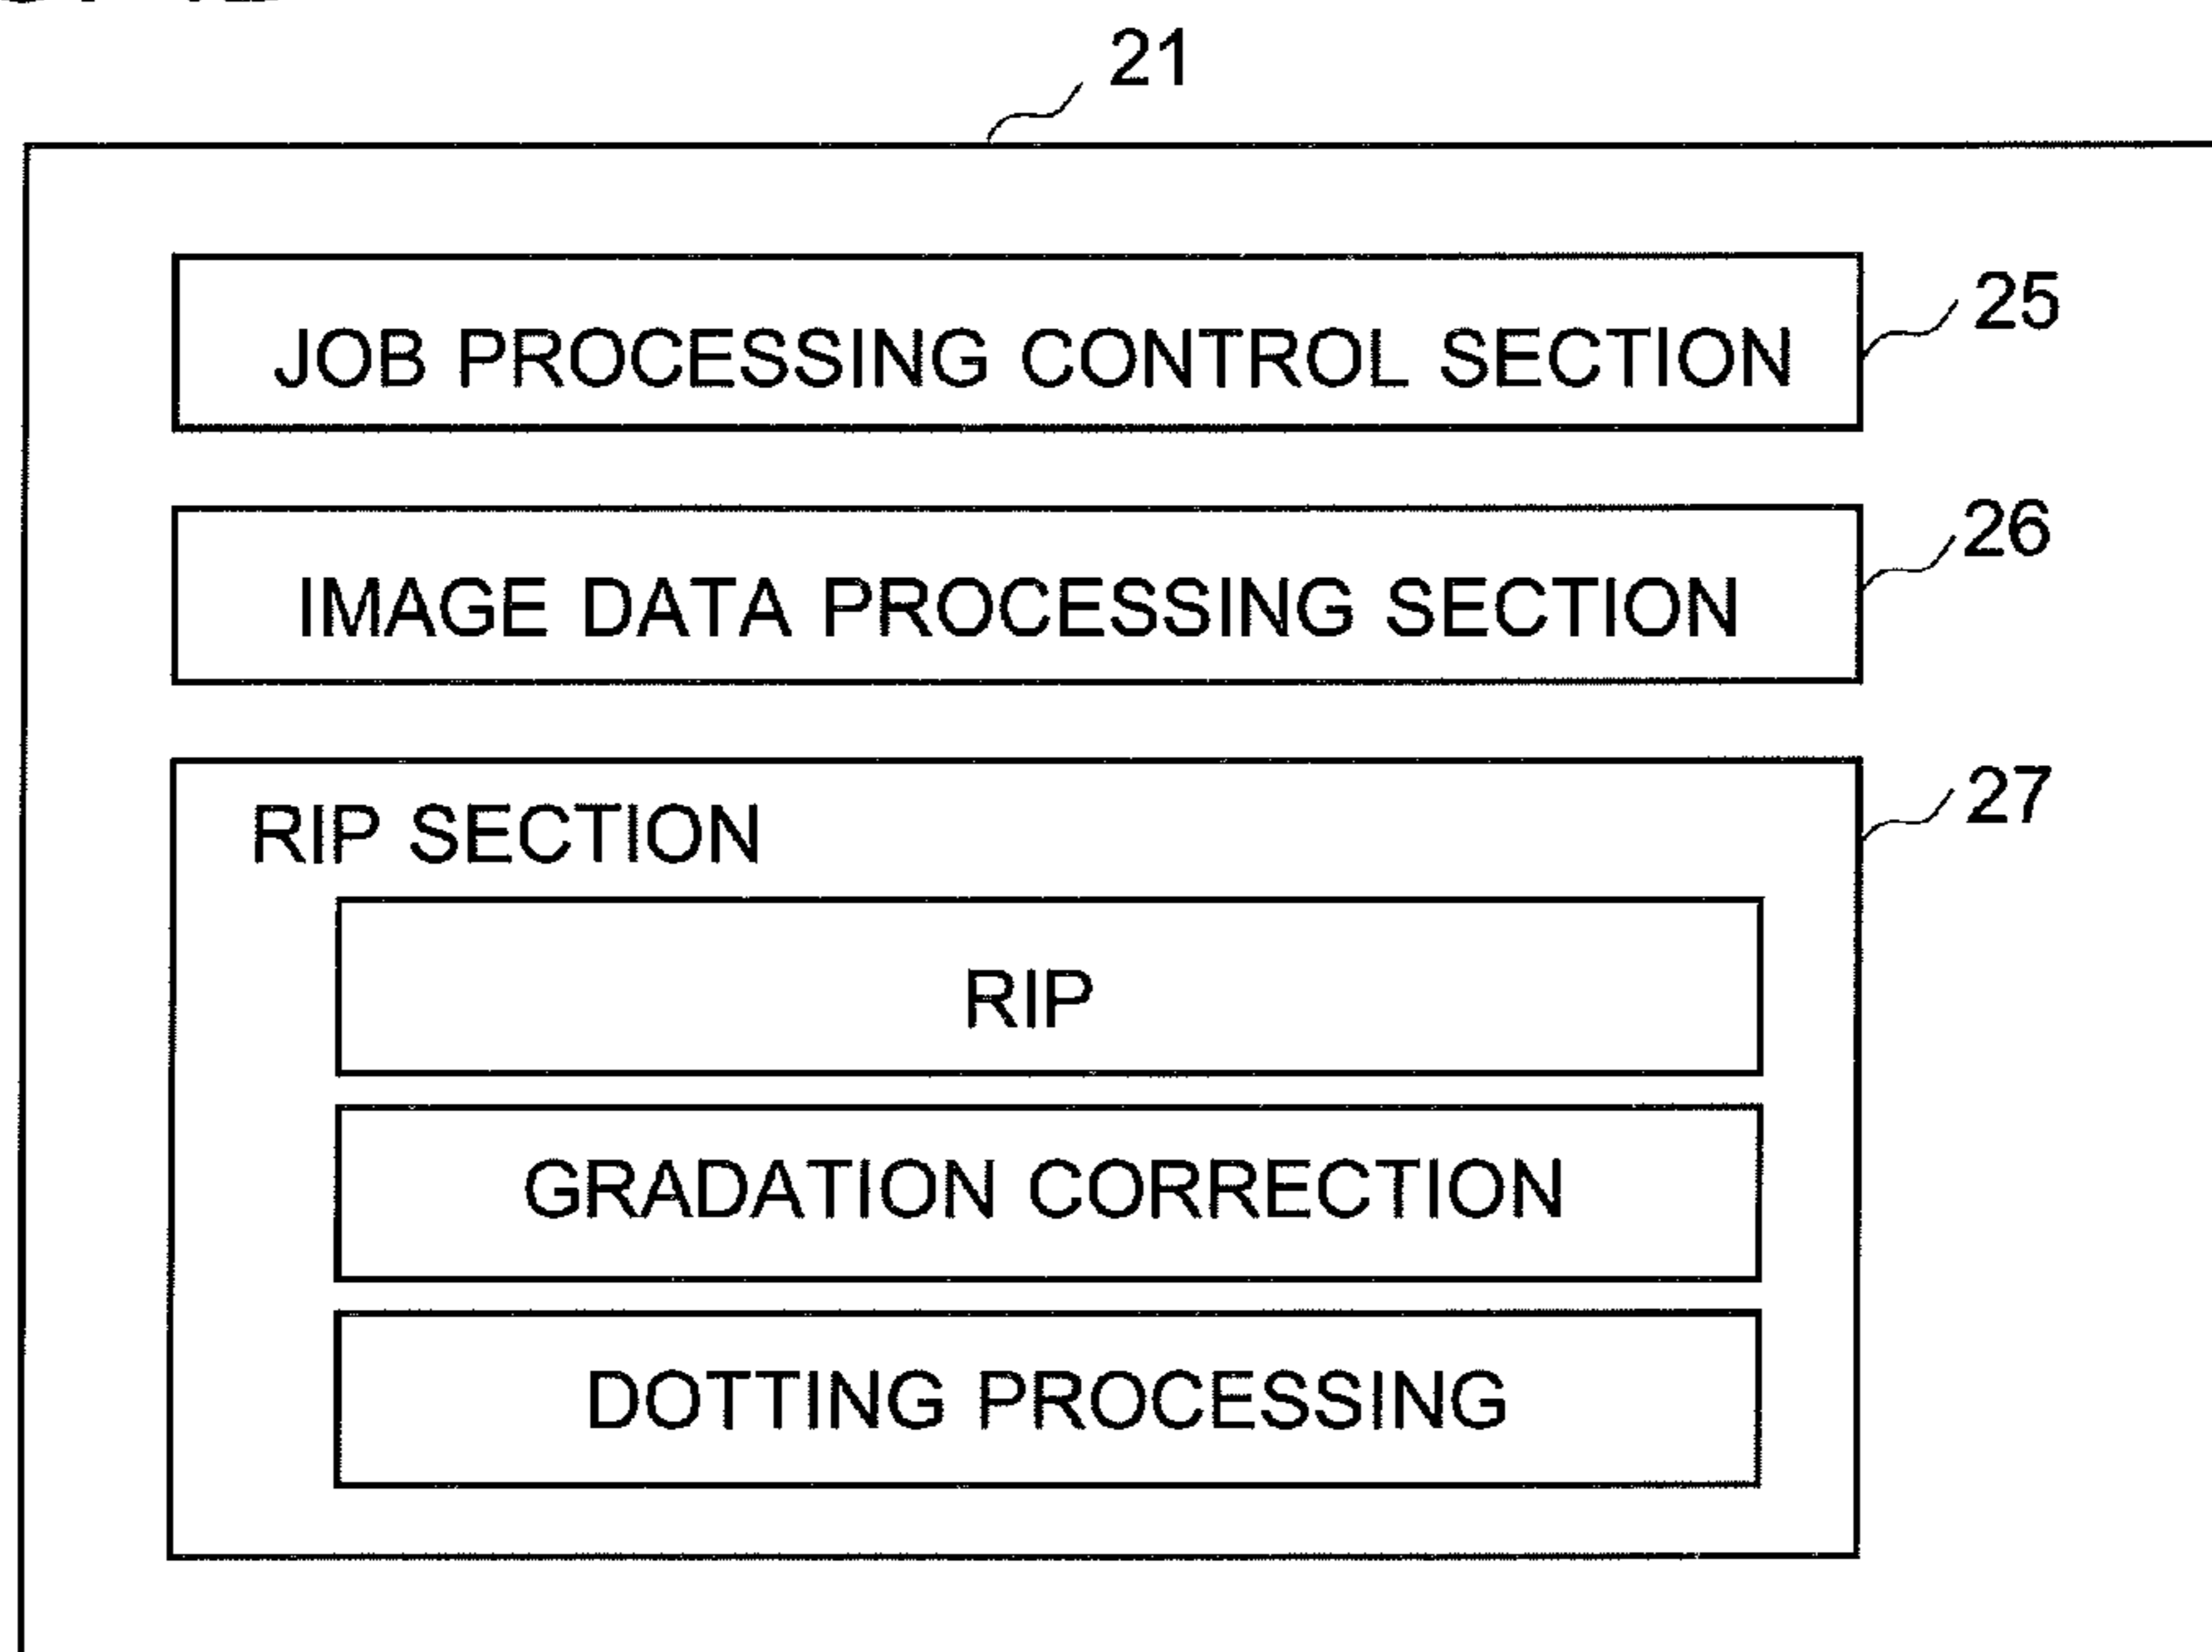 21
JOB PROCESSING CONTROL SECTION
25
IMAGE DATA PROCESSING SECTION
26
RIP SECTION
27
RIP
GRADATION CORRECTION
DOTTING PROCESSING